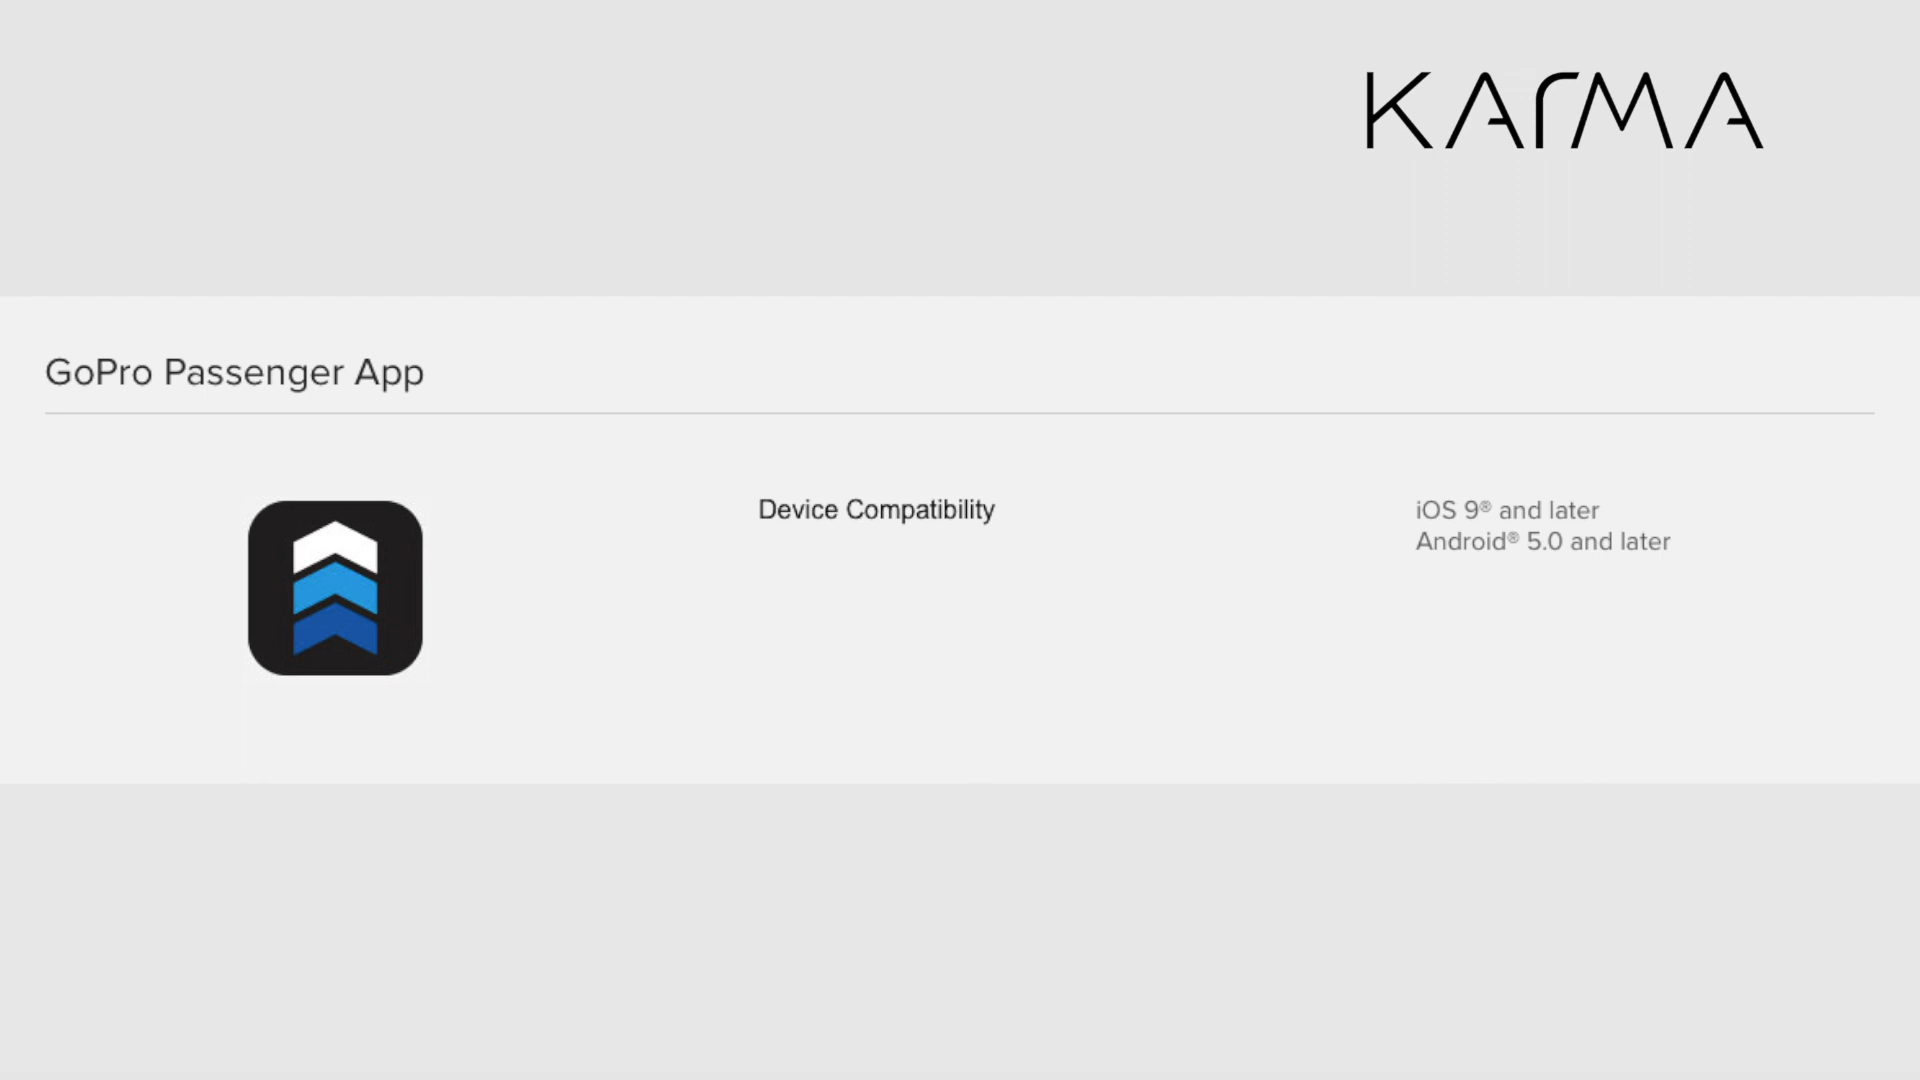 KARMA
GoPro Passenger App
Device Compatibility
iOS 9® and later
Android® 5.0 and later